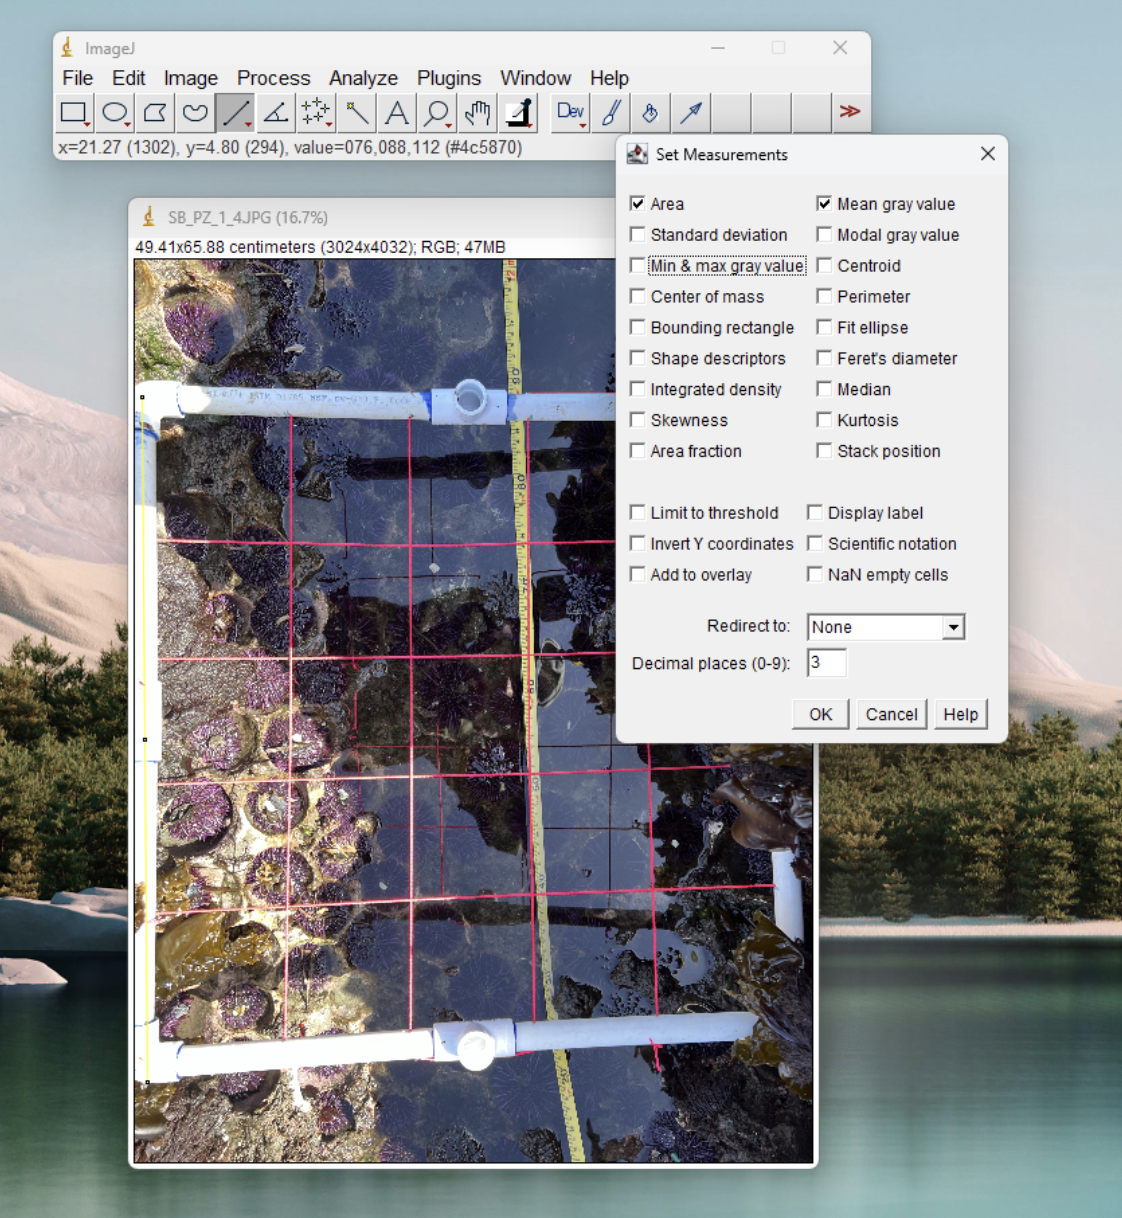 ImageJ
File Edit Image Process Analyze Plugins Window Help
A Dev
x=21.27 (1302), y=4.80 (294), value=076,088,112 (#4c5870)
Set Measurements
Area
Mean gray value
Standard deviation
Modal gray value
Min & max gray value
Centroid
Center of mass
Perimeter
Bounding rectangle
Fit ellipse
Shape descriptors
Feret's diameter
Integrated density
Median
Skewness
Kurtosis
Area fraction
Stack position
Limit to threshold
Display label
Invert Y coordinates
Scientific notation
Add to overlay
NaN empty cells
Redirect to: None
Decimal places (0-9): 3
OK Cancel Help
SB_PZ_1_4.JPG (16.7%)
49.41x65.88 centimeters (3024x4032); RGB; 47MB